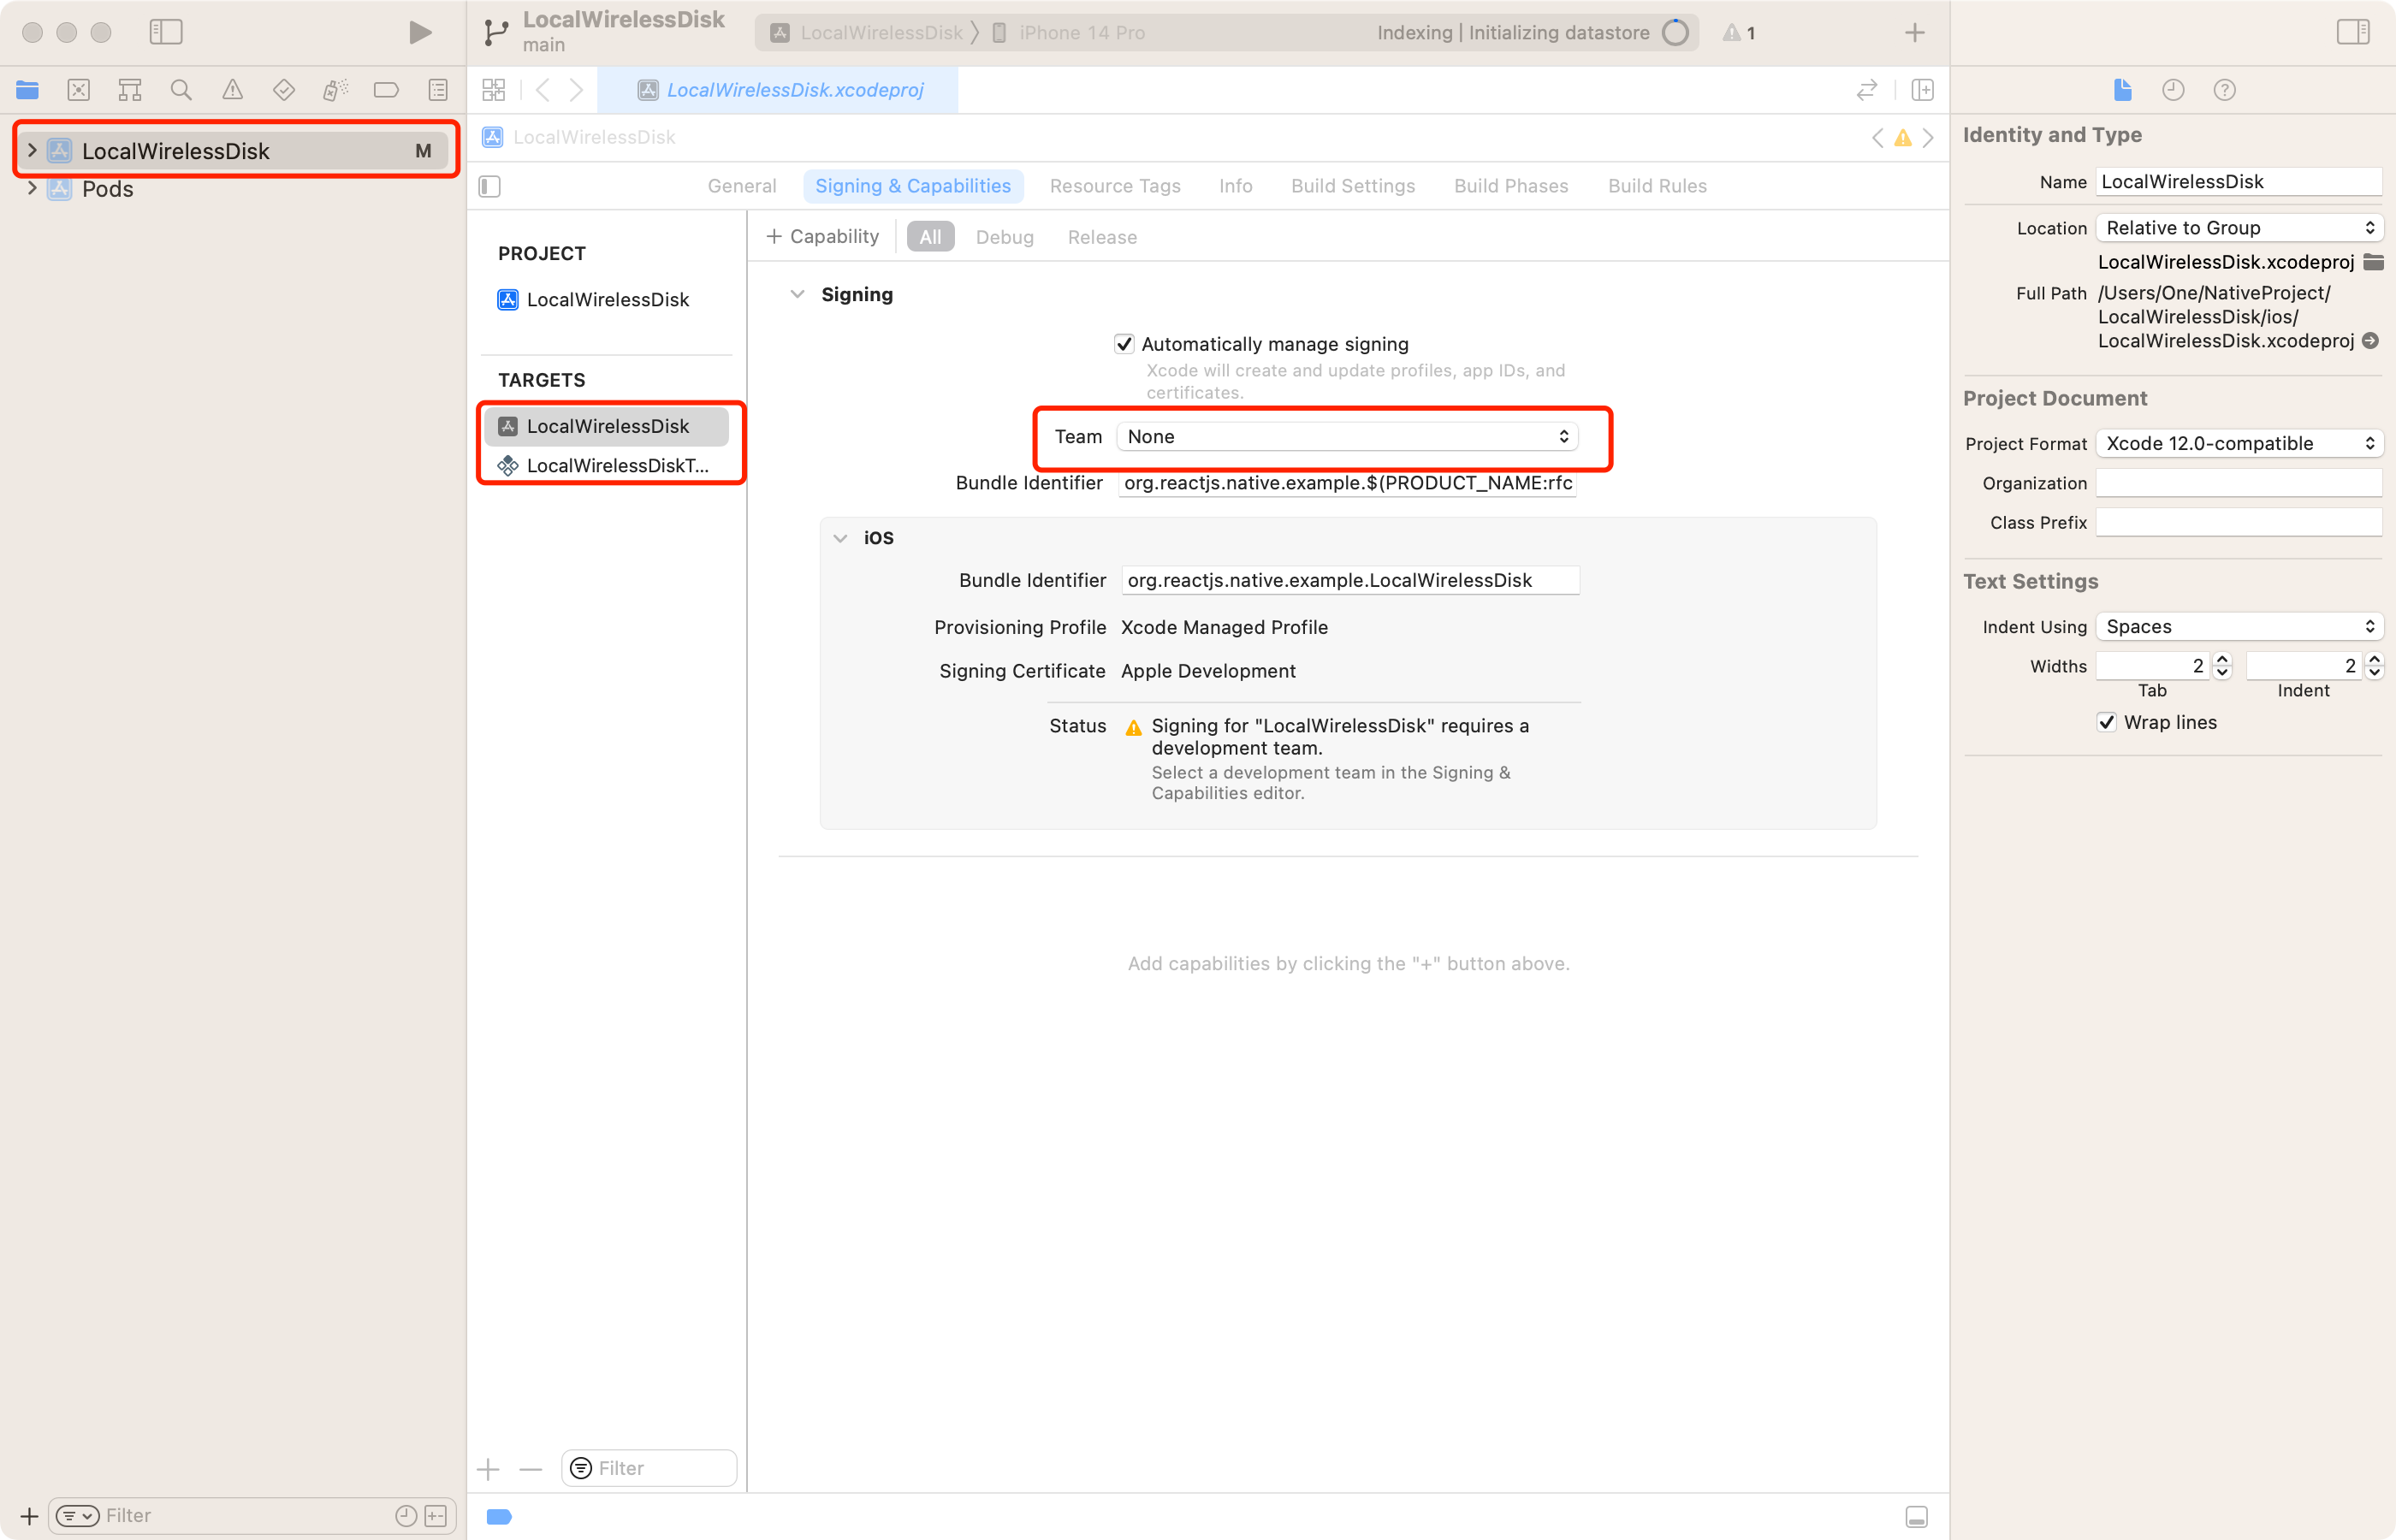 LocalWirelessDisk
main
LocalWirelessDisk
iPhone 14 Pro
Indexing | Initializing datastore
1
LocalWirelessDisk.xcodeproj
LocalWirelessDisk M
Pods
LocalWirelessDisk
General
Signing & Capabilities
Resource Tags
Info
Build Settings
Build Phases
Build Rules
PROJECT
LocalWirelessDisk
TARGETS
LocalWirelessDisk
LocalWirelessDiskT...
Capability
All
Debug
Release
Signing
Automatically manage signing
Xcode will create and update profiles, app IDs, and
certificates.
Team None
Bundle Identifier org.reactjs.native.example.$(PRODUCT_NAME:rfc
iOS
Bundle Identifier org.reactjs.native.example.LocalWirelessDisk
Provisioning Profile Xcode Managed Profile
Signing Certificate Apple Development
Status Signing for "LocalWirelessDisk" requires a
development team.
Select a development team in the Signing &
Capabilities editor.
Add capabilities by clicking the "+" button above.
Filter
Filter
Identity and Type
Name LocalWirelessDisk
Location Relative to Group
LocalWirelessDisk.xcodeproj
Full Path /Users/One/NativeProject/
LocalWirelessDisk/ios/
LocalWirelessDisk.xcodeproj
Project Document
Project Format Xcode 12.0-compatible
Organization
Class Prefix
Text Settings
Indent Using Spaces
Widths 2 2
Tab Indent
Wrap lines